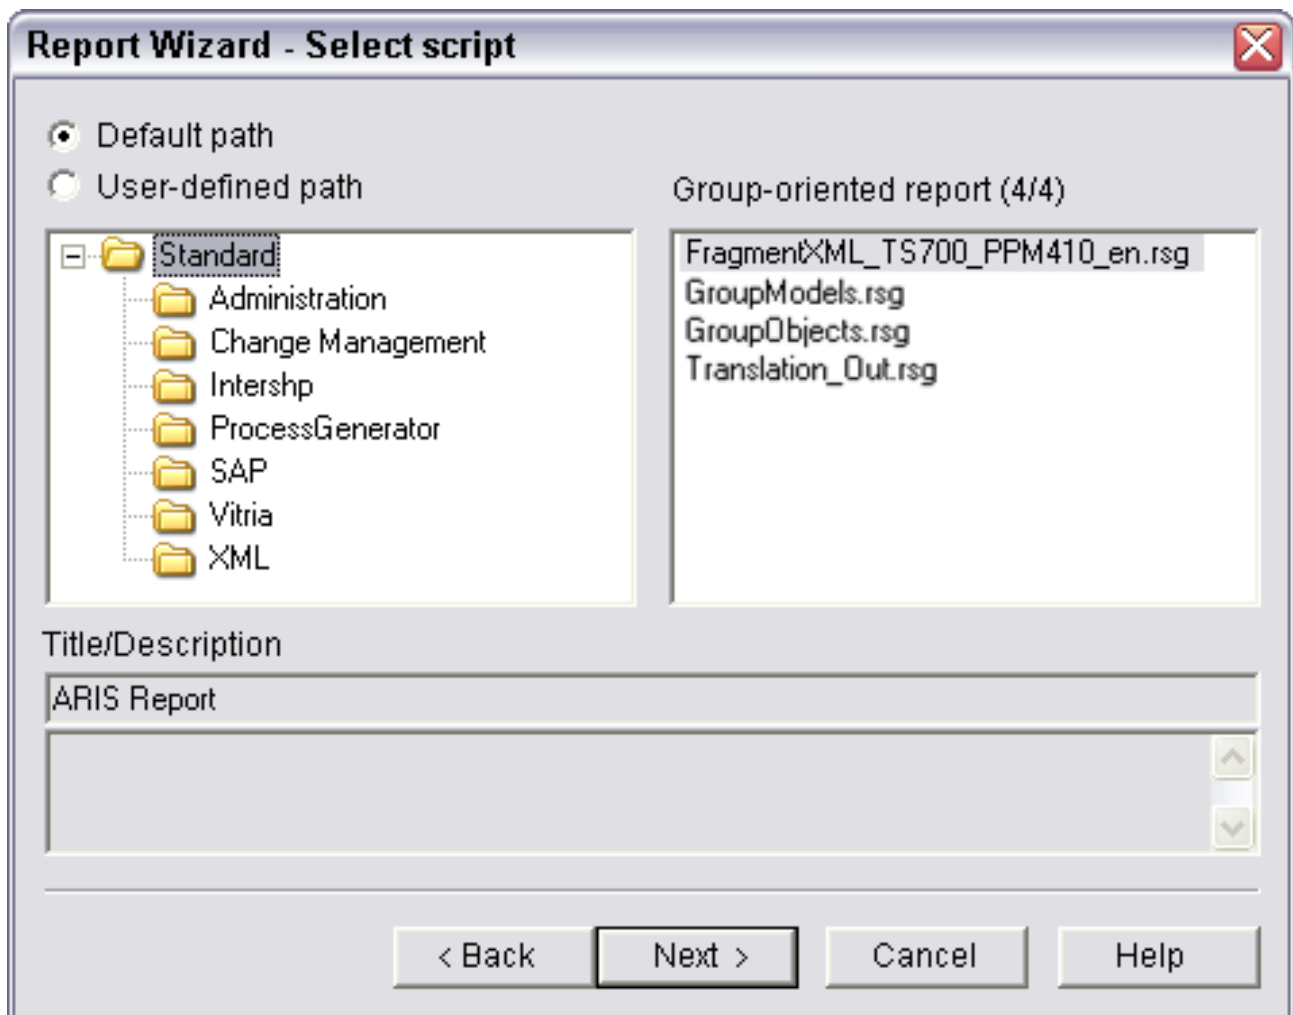 Report Wizard - Select script
Default path
User-defined path
Group-oriented report (4/4)
Standard
Administration
Change Management
Intershp
ProcessGenerator
SAP
Vitria
XML
FragmentXML_TS700_PPM410_en.rsg
GroupModels.rsg
GroupObjects.rsg
Translation_Out.rsg
Title/Description
ARIS Report
< Back
Next >
Cancel
Help